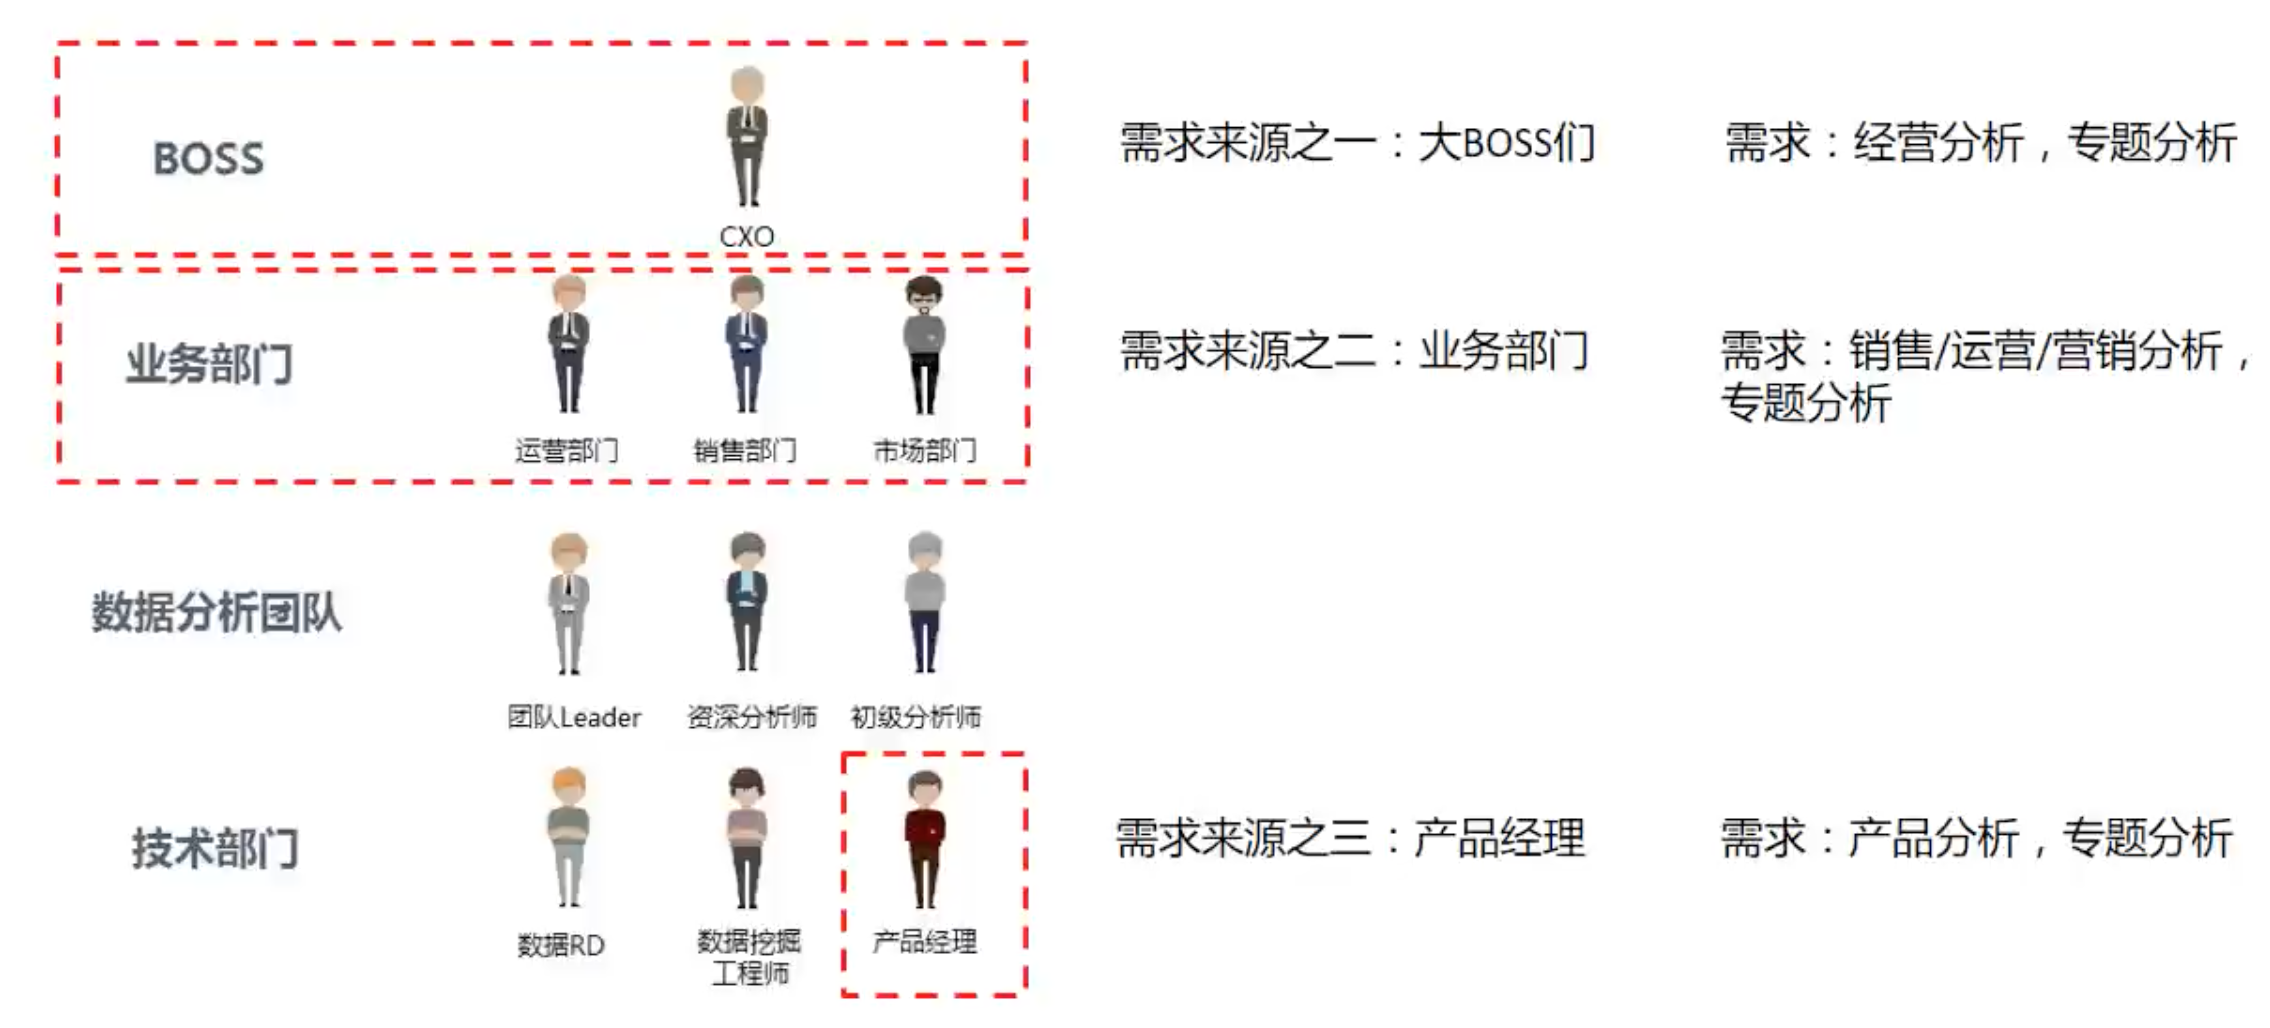 BOSS
CXO
需求来源之一：大BOSS们
需求：经营分析，专题分析
业务部门
运营部门
销售部门
市场部门
需求来源之二：业务部门
需求：销售/运营/营销分析，
专题分析
数据分析团队
团队Leader
资深分析师
初级分析师
技术部门
数据RD
数据挖掘
工程师
产品经理
需求来源之三：产品经理
需求：产品分析，专题分析